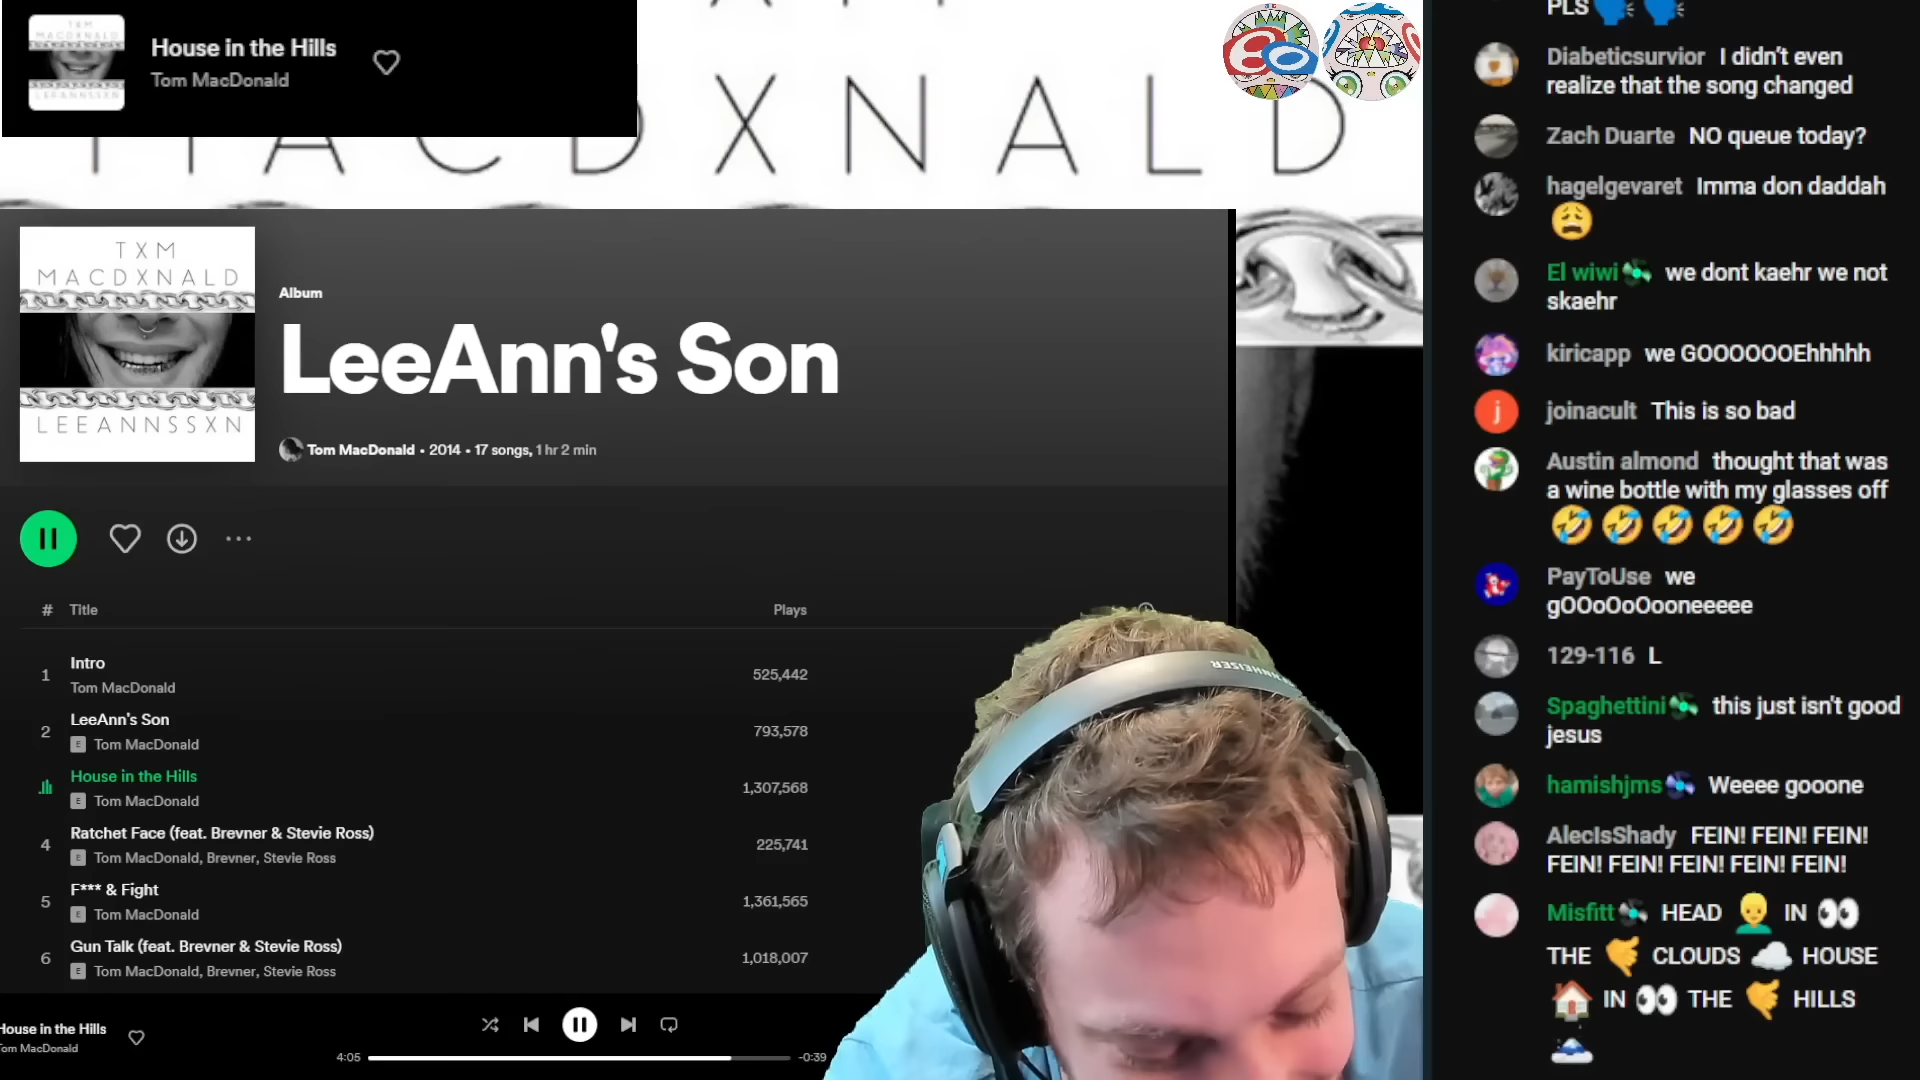 House in the Hills
Tom MacDonald
MACDXNALD
TXM
MACDXNALD
LEEANNSSXN
Album
LeeAnn's Son
Tom MacDonald • 2014 • 17 songs, 1 hr 2 min
# Title Plays
1 Intro 525,442
Tom MacDonald
2 LeeAnn's Son 793,578
E Tom MacDonald
House in the Hills 1,307,568
E Tom MacDonald
4 Ratchet Face (feat. Brevner & Stevie Ross) 225,741
E Tom MacDonald, Brevner, Stevie Ross
5 F*** & Fight 1,361,565
E Tom MacDonald
6 Gun Talk (feat. Brevner & Stevie Ross) 1,018,007
E Tom MacDonald, Brevner, Stevie Ross
House in the Hills
Tom MacDonald
4:05 -0:39
SENNHEISER
PLS🗣️ 🗣️
Diabeticsurvior I didn't even
realize that the song changed
Zach Duarte NO queue today?
hagelgevaret Imma don daddah
😩
El wiwi we dont kaehr we not
skaehr
kiricapp we GOOOOOOEhhhhh
j joinacult This is so bad
Austin almond thought that was
a wine bottle with my glasses off
🤣🤣🤣🤣🤣
PayToUse we
gOOoOoOooneeeee
129-116 L
Spaghettini this just isn't good
jesus
hamishjms Weeee gooone
AlecIsShady FEIN! FEIN! FEIN!
FEIN! FEIN! FEIN! FEIN! FEIN!
Misfitt HEAD 👱 IN 👀
THE 🤙 CLOUDS ☁️ HOUSE
🏠 IN 👀 THE 🤙 HILLS
🗻